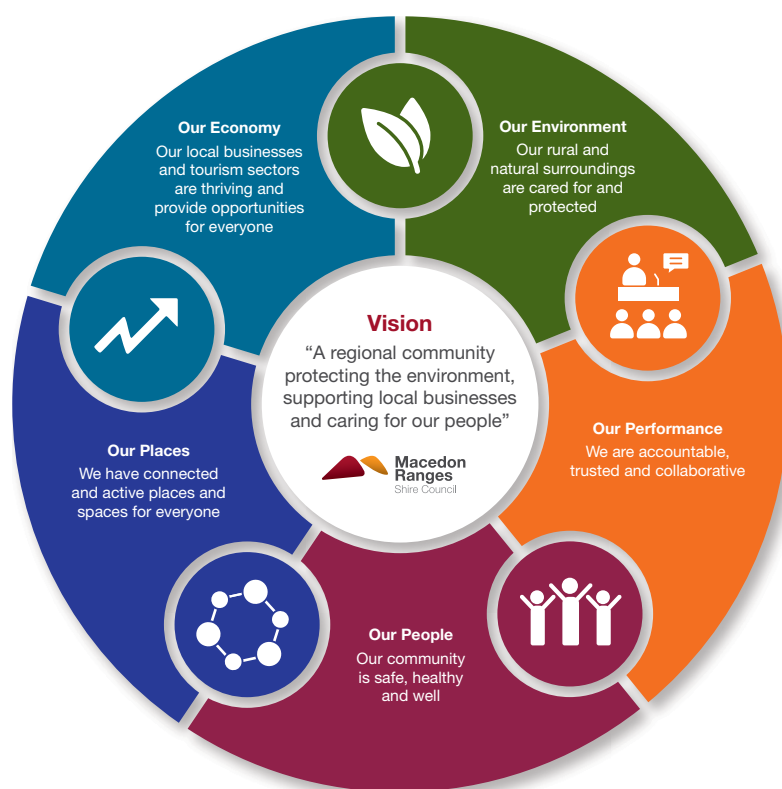 Our Economy
Our local businesses
and tourism sectors
are thriving and
provide opportunities
for everyone
Our Environment
Our rural and
natural surroundings
are cared for and
protected
Vision
“A regional community
protecting the environment,
supporting local businesses
and caring for our people”
Macedon
Ranges
Shire Council
Our Performance
We are accountable,
trusted and collaborative
Our Places
We have connected
and active places and
spaces for everyone
Our People
Our community
is safe, healthy
and well